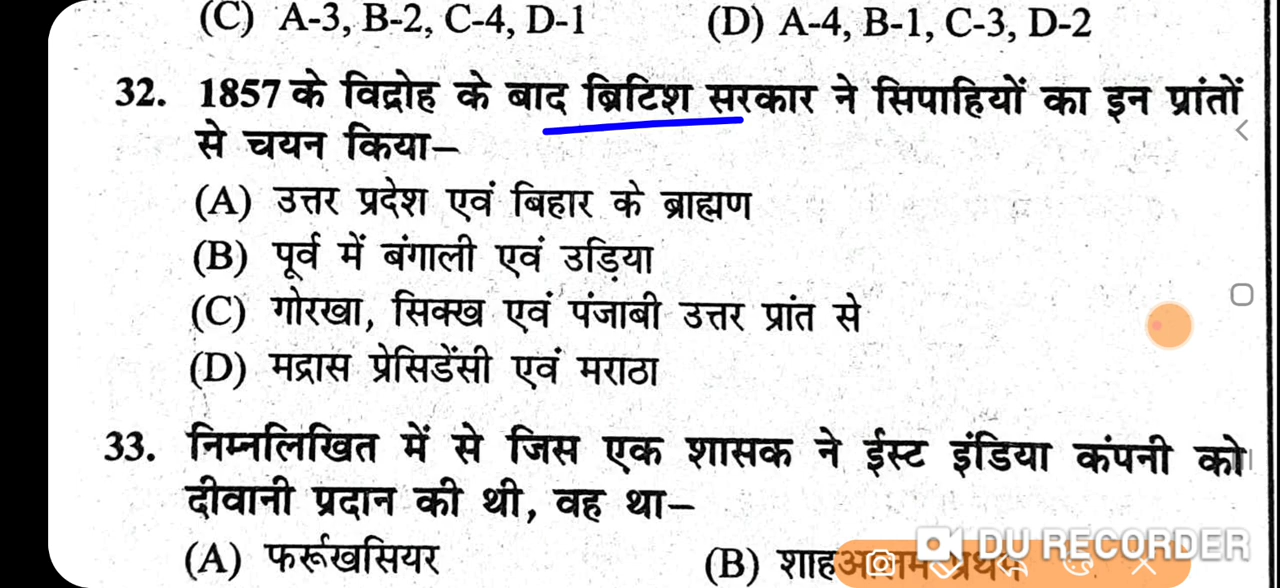 (C) A-3, B-2, C-4, D-1 (D) A-4, B-1, C-3, D-2
32. 1857 के विद्रोह के बाद ब्रिटिश सरकार ने सिपाहियों का इन प्रांतों
से चयन किया–
(A) उत्तर प्रदेश एवं बिहार के ब्राह्मण
(B) पूर्व में बंगाली एवं उड़िया
(C) गोरखा, सिक्ख एवं पंजाबी उत्तर प्रांत से
(D) मद्रास प्रेसिडेंसी एवं मराठा
33. निम्नलिखित में से जिस एक शासक ने ईस्ट इंडिया कंपनी को
दीवानी प्रदान की थी, वह था–
(A) फर्रूखसियर (B) शाहआलम प्रथम
DU RECORDER